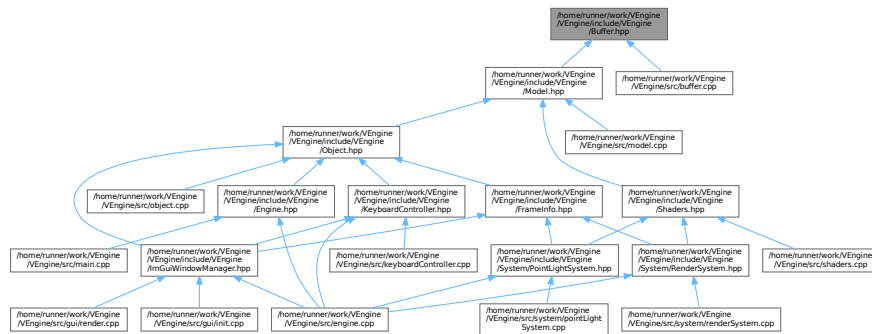 /home/runner/work/VEngine
/VEngine/include/VEngine
/Buffer.hpp
/home/runner/work/VEngine
/VEngine/include/VEngine
/Model.hpp
/home/runner/work/VEngine
/VEngine/src/buffer.cpp
/home/runner/work/VEngine
/VEngine/include/VEngine
/Object.hpp
/home/runner/work/VEngine
/VEngine/src/model.cpp
/home/runner/work/VEngine
/VEngine/src/object.cpp
/home/runner/work/VEngine
/VEngine/include/VEngine
/Engine.hpp
/home/runner/work/VEngine
/VEngine/include/VEngine
/KeyboardController.hpp
/home/runner/work/VEngine
/VEngine/include/VEngine
/FrameInfo.hpp
/home/runner/work/VEngine
/VEngine/include/VEngine
/Shaders.hpp
/home/runner/work/VEngine
/VEngine/src/main.cpp
/home/runner/work/VEngine
/VEngine/include/VEngine
/ImGuiWindowManager.hpp
/home/runner/work/VEngine
/VEngine/src/keyboardController.cpp
/home/runner/work/VEngine
/VEngine/include/VEngine
/System/PointLightSystem.hpp
/home/runner/work/VEngine
/VEngine/include/VEngine
/System/RenderSystem.hpp
/home/runner/work/VEngine
/VEngine/src/shaders.cpp
/home/runner/work/VEngine
/VEngine/src/gui/render.cpp
/home/runner/work/VEngine
/VEngine/src/gui/init.cpp
/home/runner/work/VEngine
/VEngine/src/engine.cpp
/home/runner/work/VEngine
/VEngine/src/system/pointLight
System.cpp
/home/runner/work/VEngine
/VEngine/src/system/renderSystem.cpp